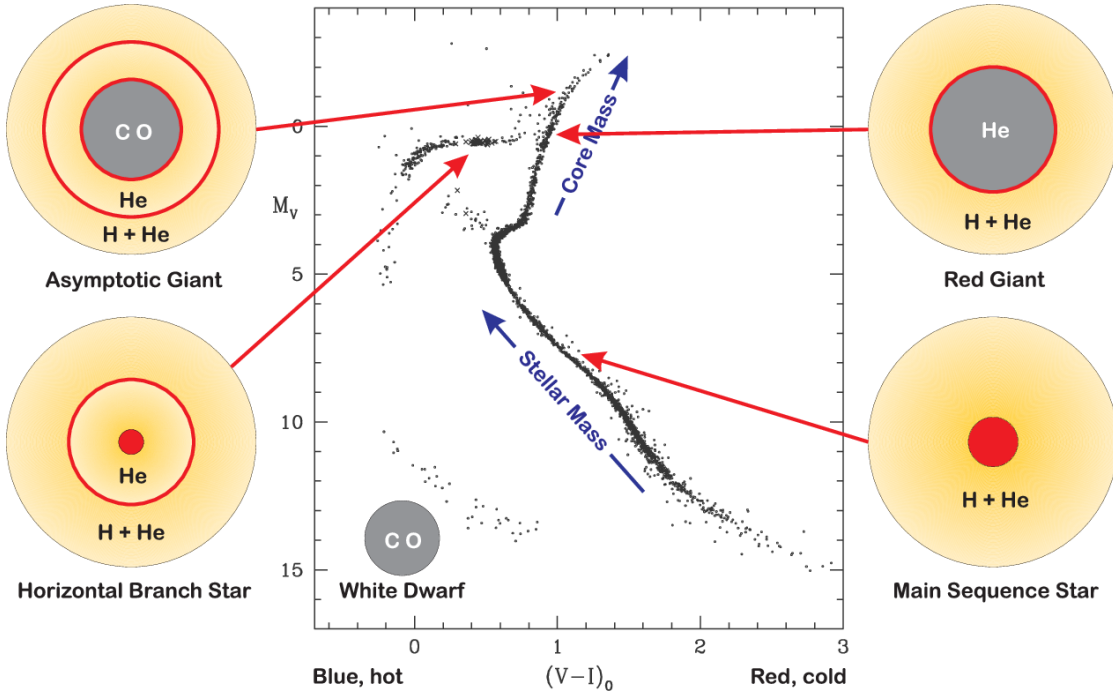 C O
He
H + He
Asymptotic Giant
He
H + He
Horizontal Branch Star
0
M_V
5
10
15
Core Mass
Stellar Mass
C O
White Dwarf
0
1
2
3
Blue, hot
(V−I)₀
Red, cold
He
H + He
Red Giant
H + He
Main Sequence Star